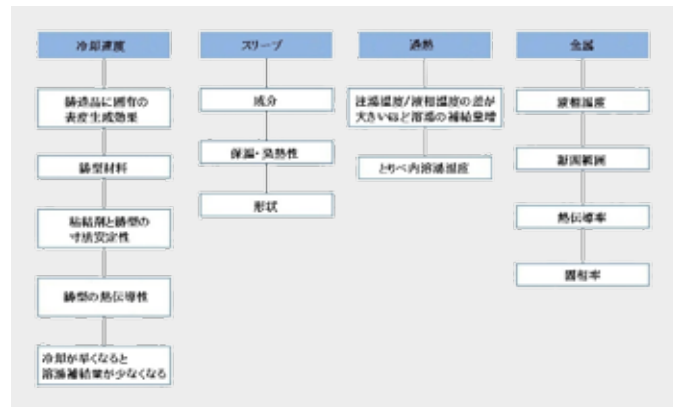 冷却速度
鋳造品に固有の
表皮生成効果
鋳型材料
粘結剤と鋳型の
寸法安定性
鋳型の熱伝導性
冷却が早くなると
溶湯補給量が少なくなる
スリーブ
成分
保温・発熱性
形状
過熱
注湯温度/液相温度の差が
大きいほど溶湯の補給量増
とりべ内溶湯温度
金属
液相温度
凝固範囲
熱伝導率
固相率